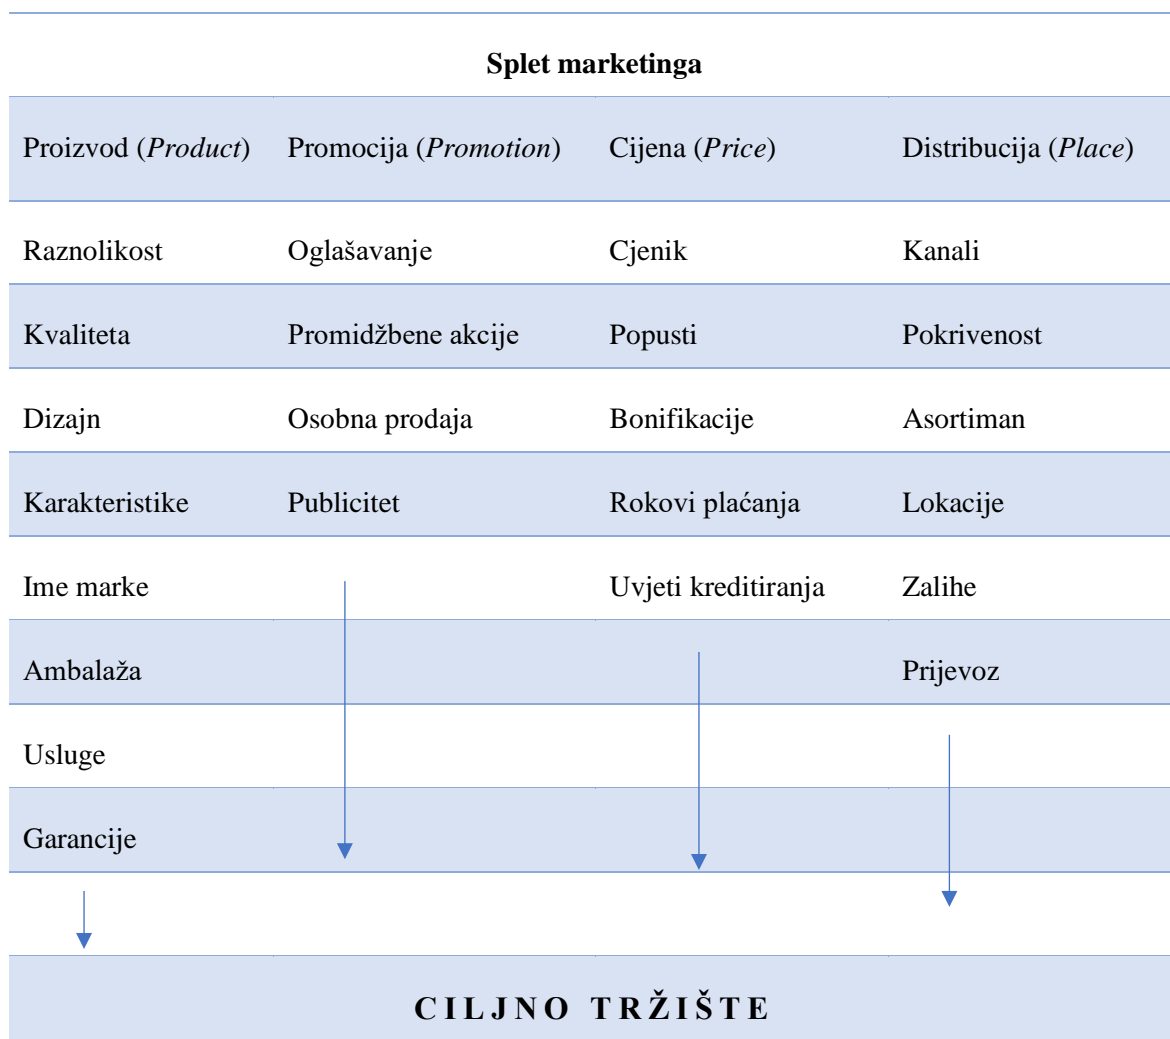 Splet marketinga
Proizvod (Product) Promocija (Promotion) Cijena (Price) Distribucija (Place)
Raznolikost Oglašavanje Cjenik Kanali
Kvaliteta Promidžbene akcije Popusti Pokrivenost
Dizajn Osobna prodaja Bonifikacije Asortiman
Karakteristike Publicitet Rokovi plaćanja Lokacije
Ime marke Uvjeti kreditiranja Zalihe
Ambalaža Prijevoz
Usluge
Garancije
CILJNO TRŽIŠTE